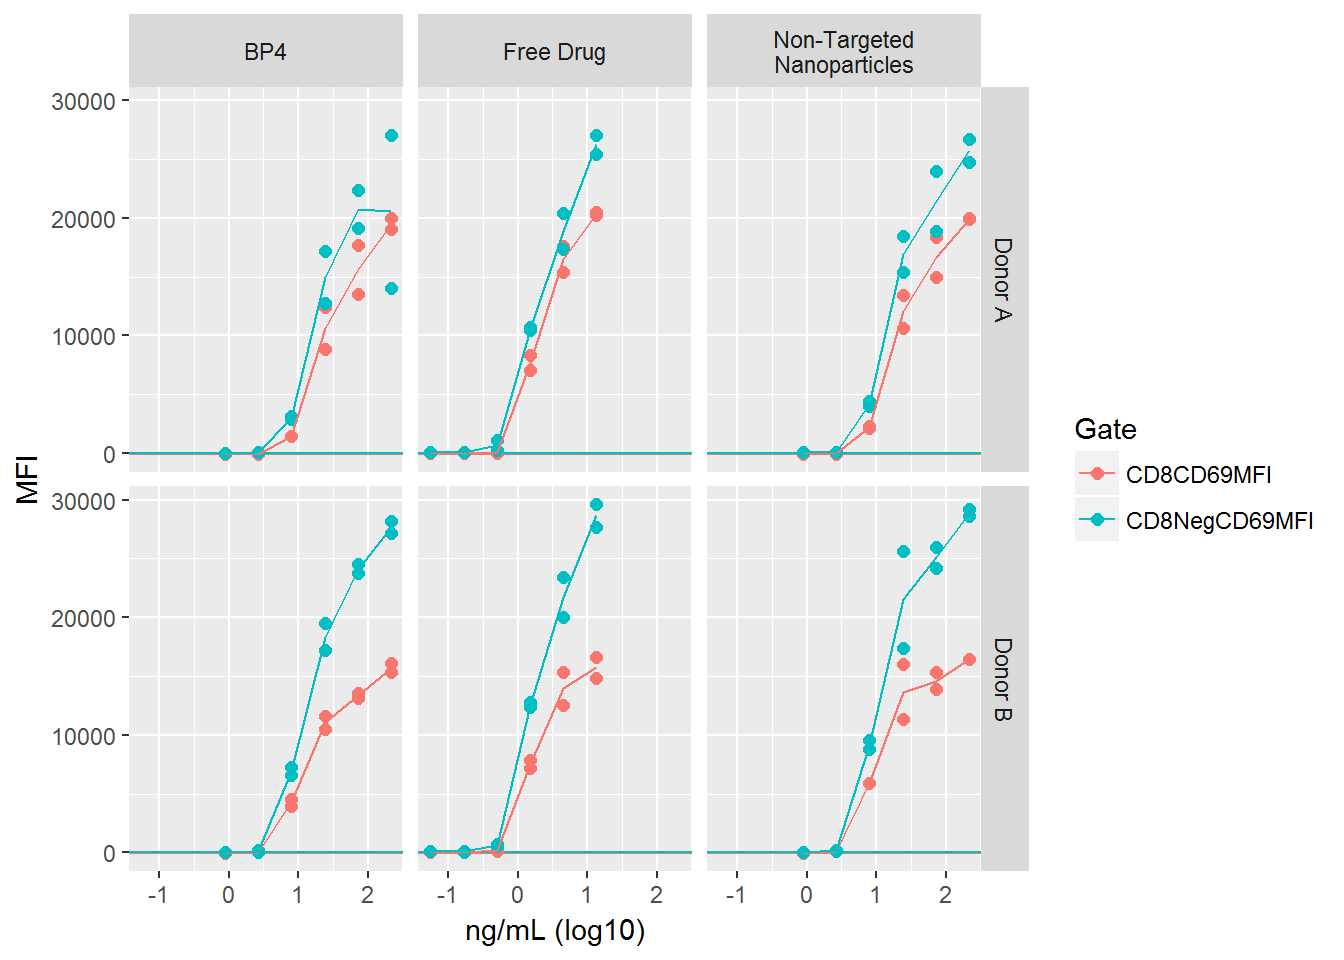 BP4
Free Drug
Non-Targeted
Nanoparticles
30000
20000
10000
0
Donor A
30000
20000
10000
0
Donor B
MFI
-1 0 1 2
-1 0 1 2
-1 0 1 2
ng/mL (log10)
Gate
CD8CD69MFI
CD8NegCD69MFI